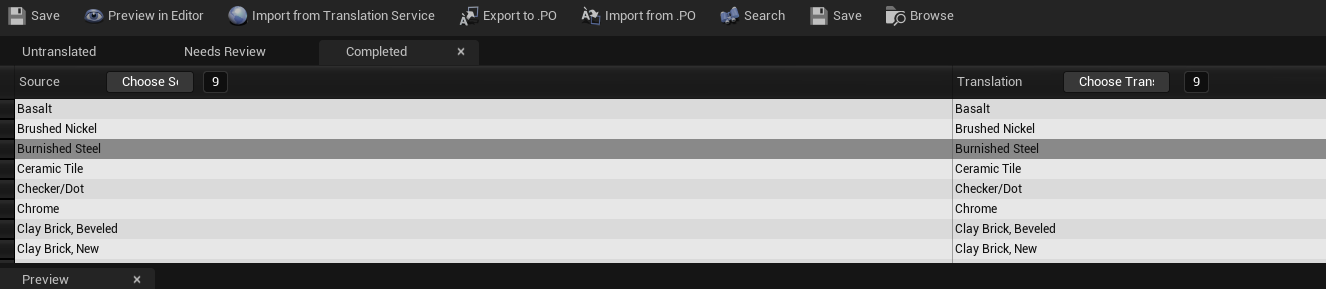 Save Preview in Editor Import from Translation Service Export to .PO Import from .PO Search Save Browse
Untranslated Needs Review Completed ×
Source Choose S 9 Translation Choose Tran 9
Basalt Basalt
Brushed Nickel Brushed Nickel
Burnished Steel Burnished Steel
Ceramic Tile Ceramic Tile
Checker/Dot Checker/Dot
Chrome Chrome
Clay Brick, Beveled Clay Brick, Beveled
Clay Brick, New Clay Brick, New
Preview ×